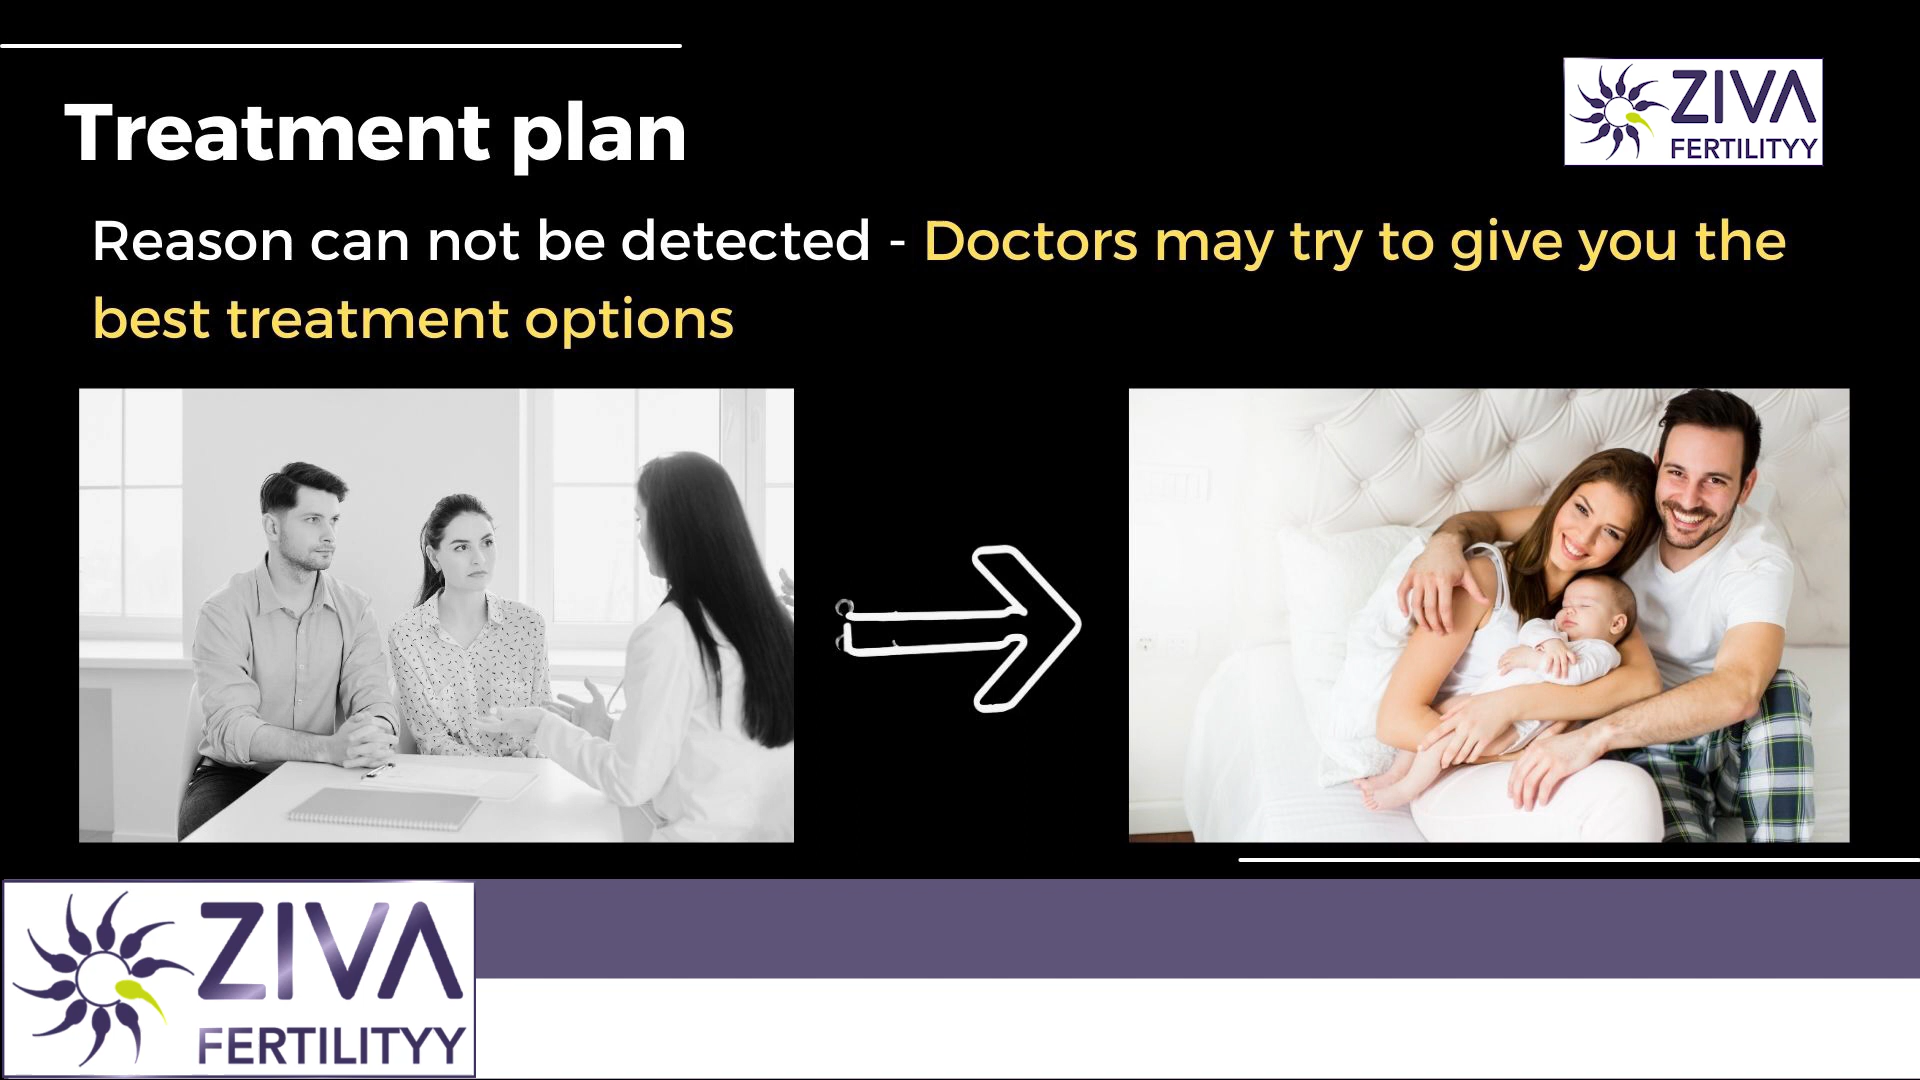 Treatment plan
ZIVA
FERTILITYY
Reason can not be detected - Doctors may try to give you the
best treatment options
ZIVA
FERTILITYY